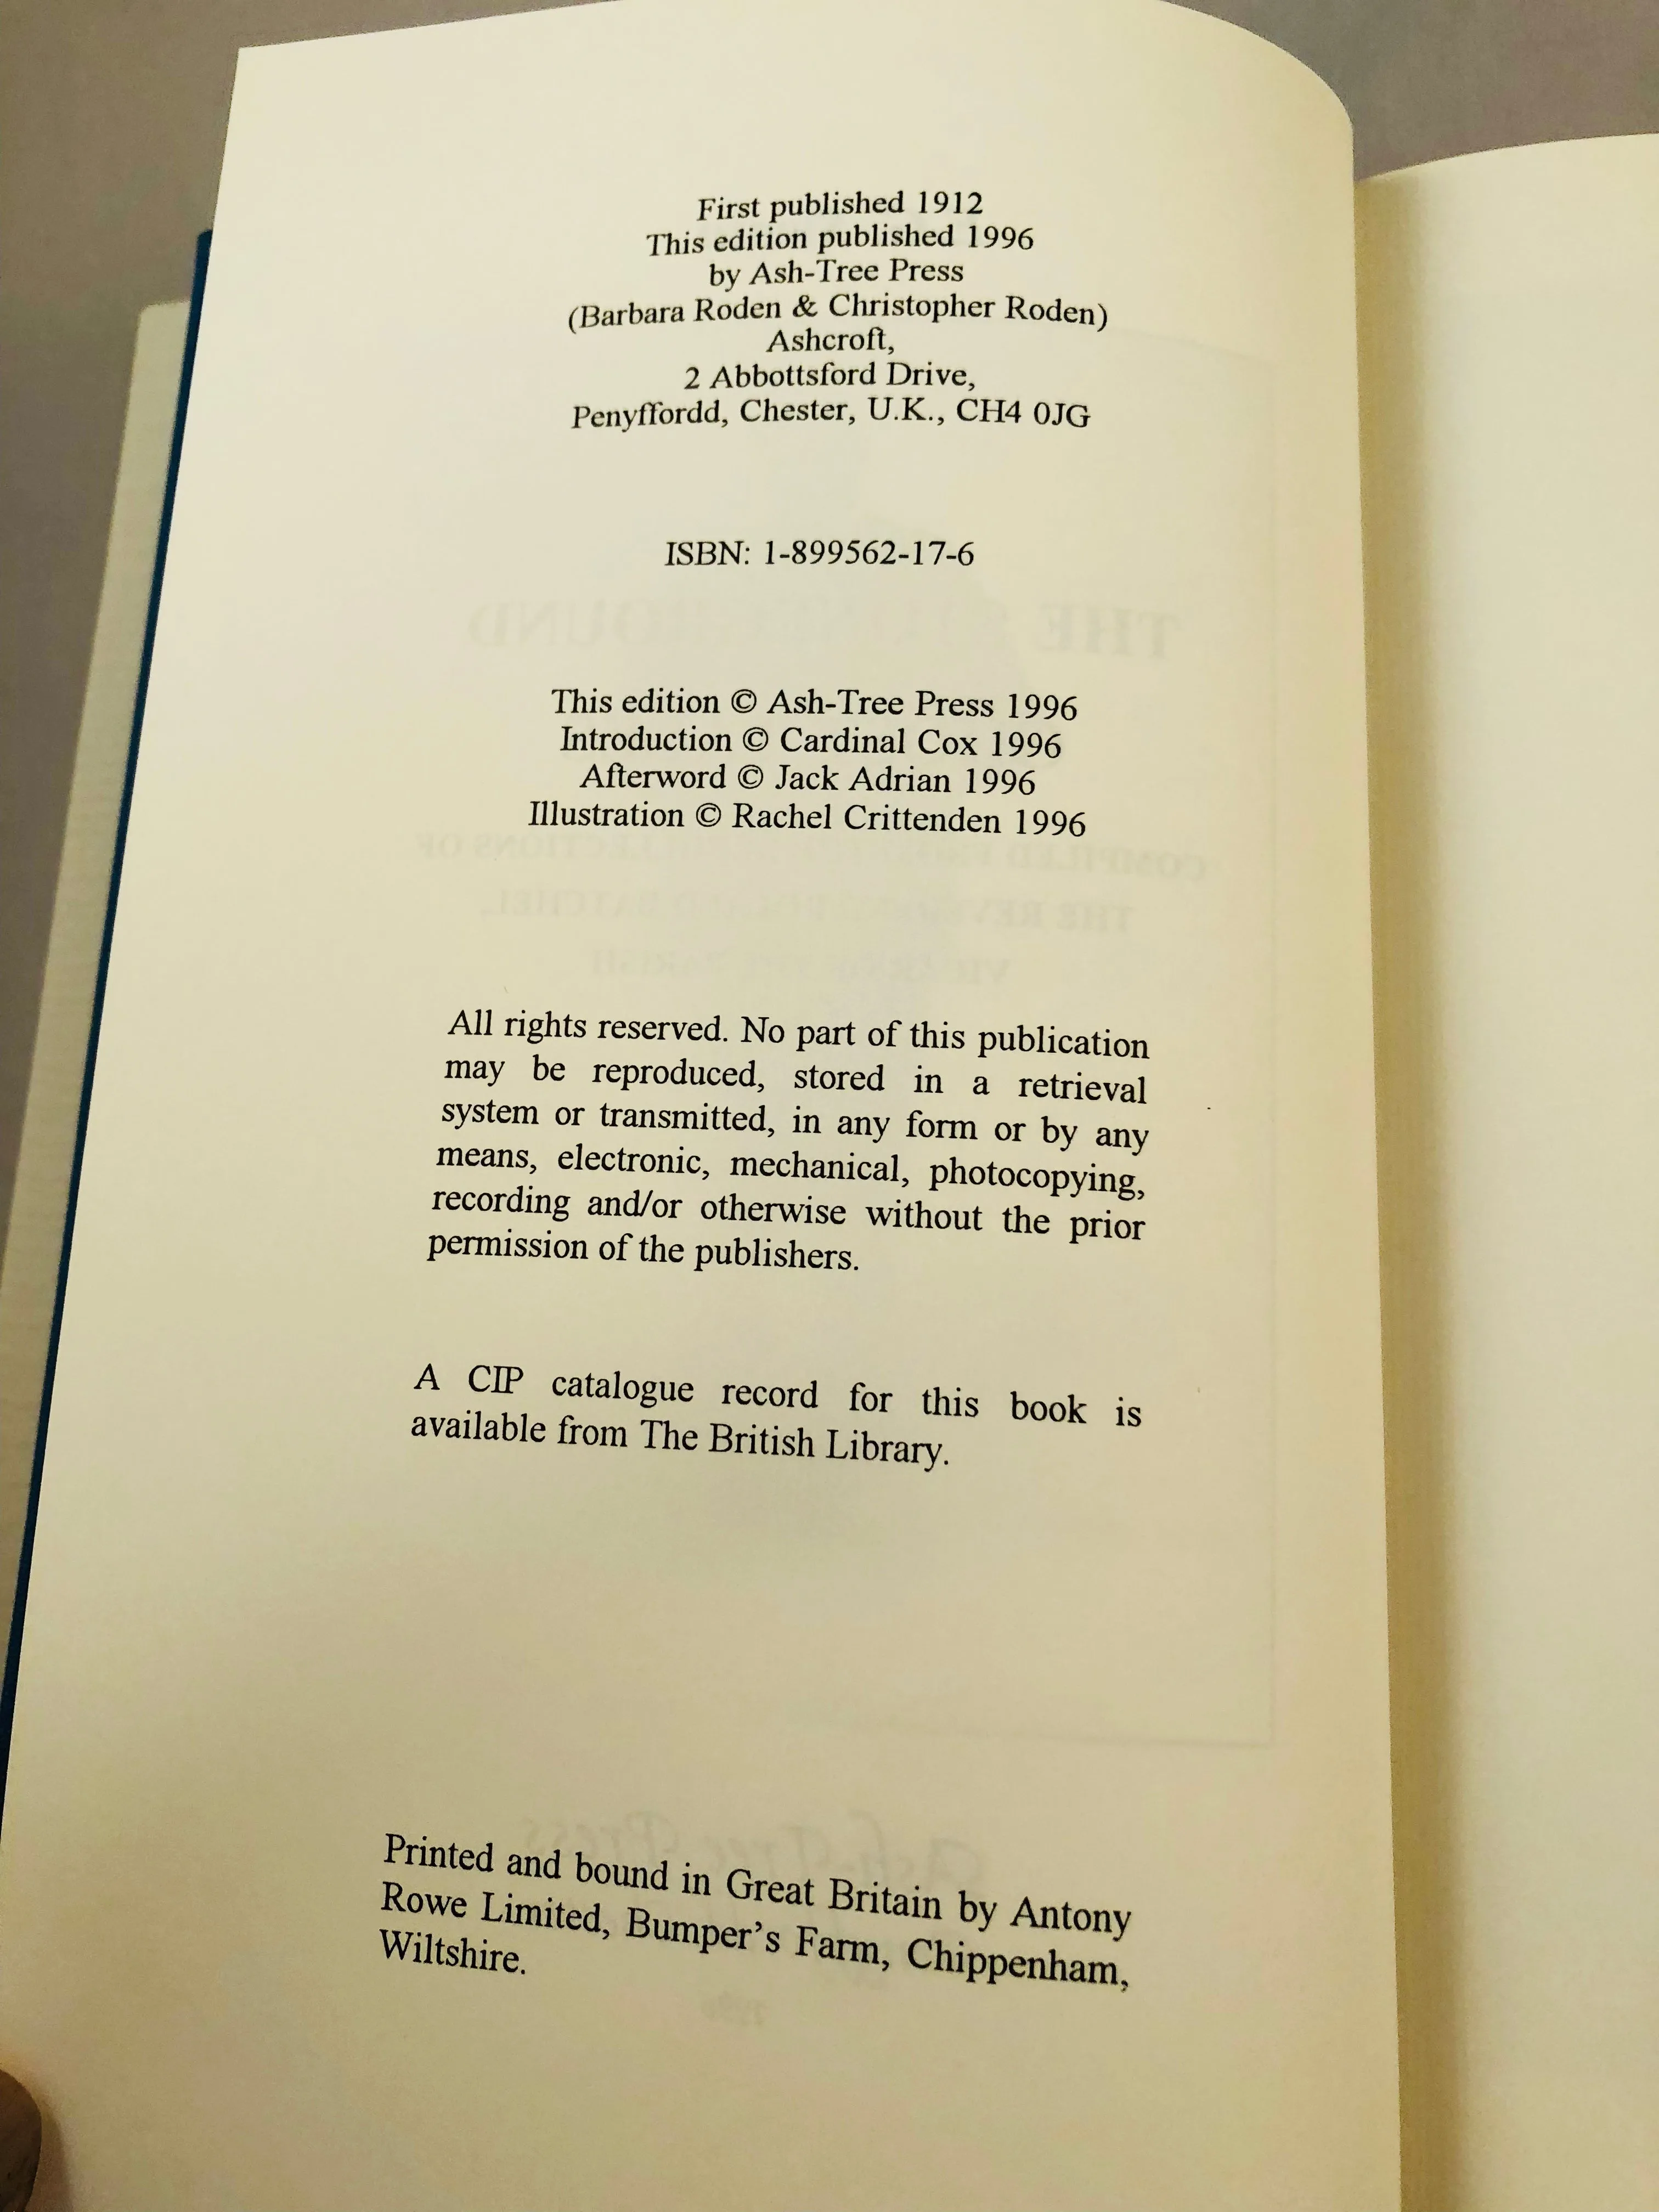 First published 1912
This edition published 1996
by Ash-Tree Press
(Barbara Roden & Christopher Roden)
Ashcroft,
2 Abbottsford Drive,
Penyffordd, Chester, U.K., CH4 0JG
ISBN: 1-899562-17-6
This edition © Ash-Tree Press 1996
Introduction © Cardinal Cox 1996
Afterword © Jack Adrian 1996
Illustration © Rachel Crittenden 1996
All rights reserved. No part of this publication
may be reproduced, stored in a retrieval
system or transmitted, in any form or by any
means, electronic, mechanical, photocopying,
recording and/or otherwise without the prior
permission of the publishers.
A CIP catalogue record for this book is
available from The British Library.
Printed and bound in Great Britain by Antony
Rowe Limited, Bumper's Farm, Chippenham,
Wiltshire.